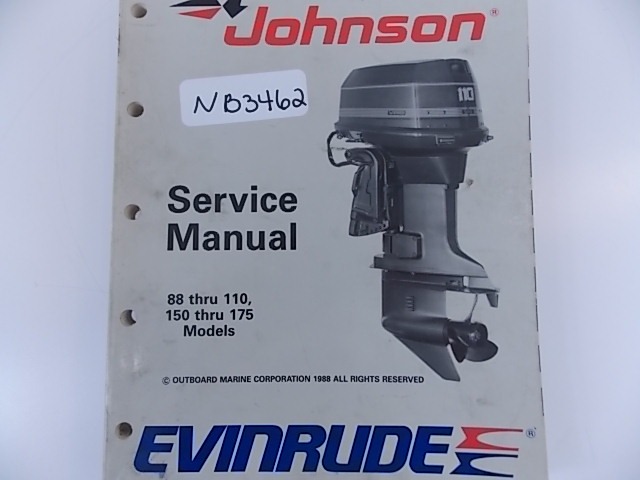 Johnson®
NB3462
110
Service
Manual
88 thru 110,
150 thru 175
Models
© OUTBOARD MARINE CORPORATION 1988 ALL RIGHTS RESERVED
EVINRUDE®